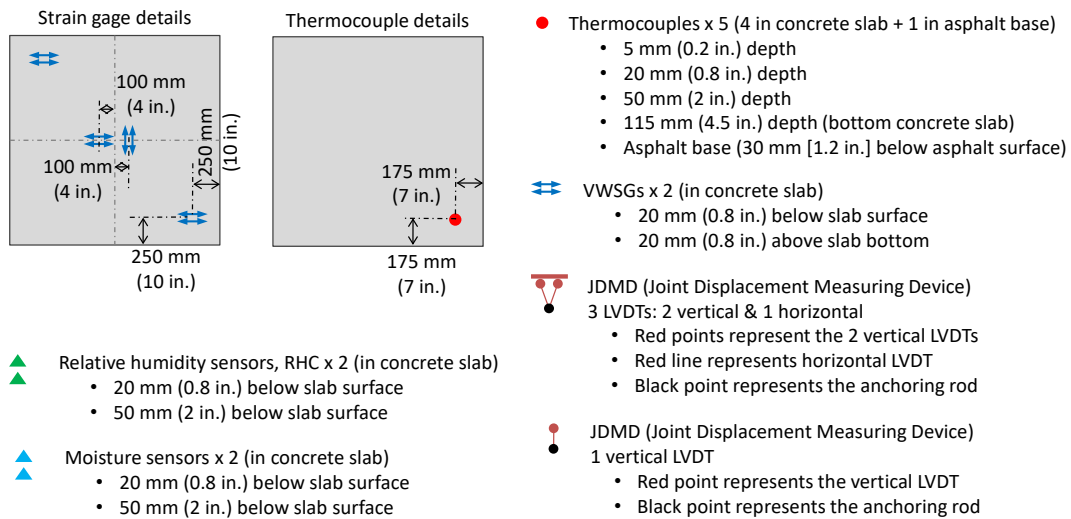 Strain gage details
100 mm
(4 in.)
250 mm
(10 in.)
100 mm
(4 in.)
250 mm
(10 in.)
Thermocouple details
175 mm
(7 in.)
175 mm
(7 in.)
Thermocouples x 5 (4 in concrete slab + 1 in asphalt base)
• 5 mm (0.2 in.) depth
• 20 mm (0.8 in.) depth
• 50 mm (2 in.) depth
• 115 mm (4.5 in.) depth (bottom concrete slab)
• Asphalt base (30 mm [1.2 in.] below asphalt surface)
VWSGs x 2 (in concrete slab)
• 20 mm (0.8 in.) below slab surface
• 20 mm (0.8 in.) above slab bottom
JDMD (Joint Displacement Measuring Device)
3 LVDTs: 2 vertical & 1 horizontal
• Red points represent the 2 vertical LVDTs
• Red line represents horizontal LVDT
• Black point represents the anchoring rod
JDMD (Joint Displacement Measuring Device)
1 vertical LVDT
• Red point represents the vertical LVDT
• Black point represents the anchoring rod
Relative humidity sensors, RHC x 2 (in concrete slab)
• 20 mm (0.8 in.) below slab surface
• 50 mm (2 in.) below slab surface
Moisture sensors x 2 (in concrete slab)
• 20 mm (0.8 in.) below slab surface
• 50 mm (2 in.) below slab surface